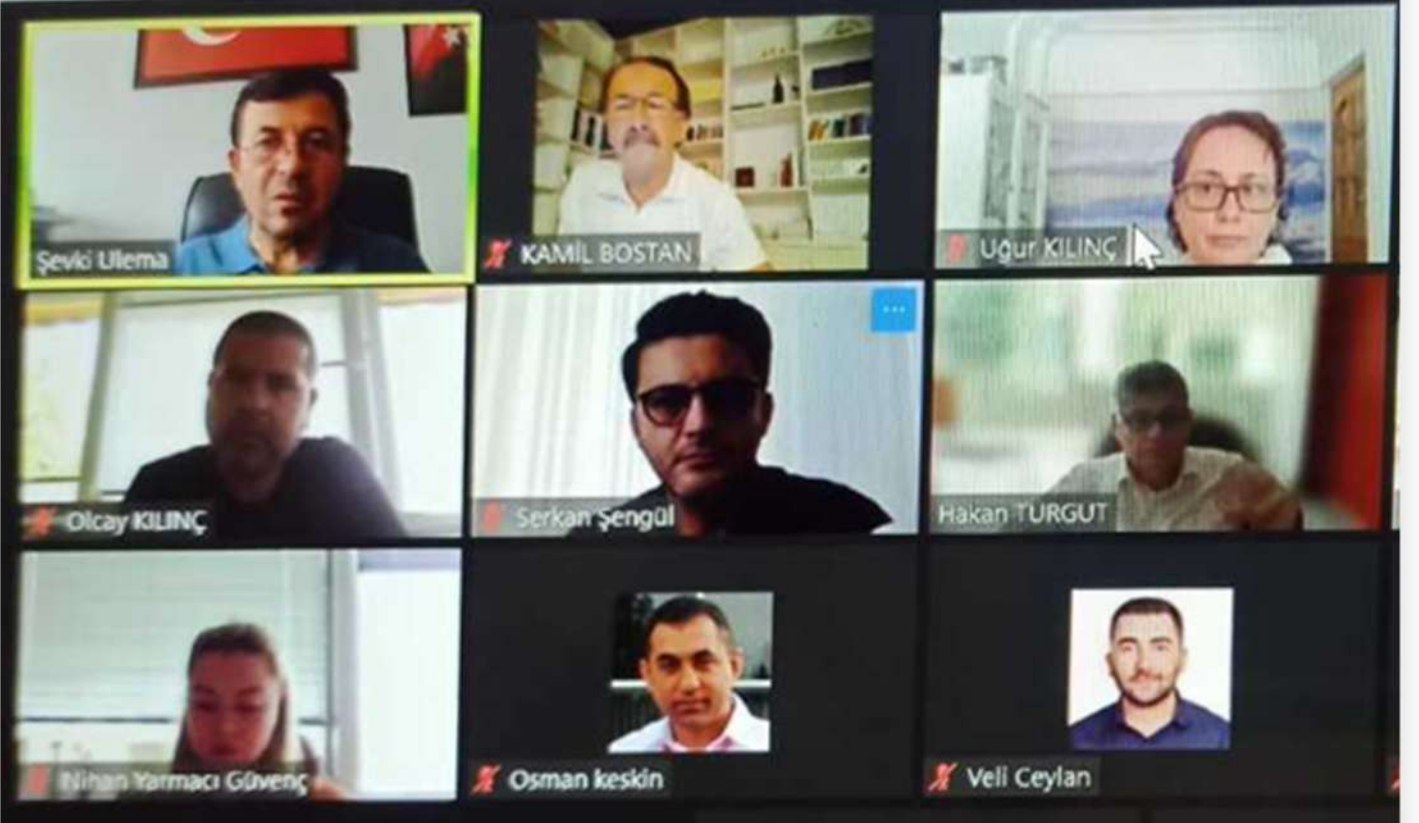 Şevki Ulema
KAMİL BOSTAN
Uğur KILINÇ
Olcay KILINÇ
Serkan Şengül
Hakan TURGUT
Nihan Yarmacı Güvenç
Osman keskin
Veli Ceylan